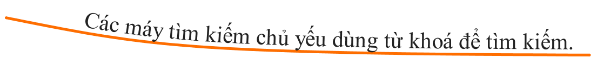 Các máy tìm kiếm chủ yếu dùng từ khoá để tìm kiếm.